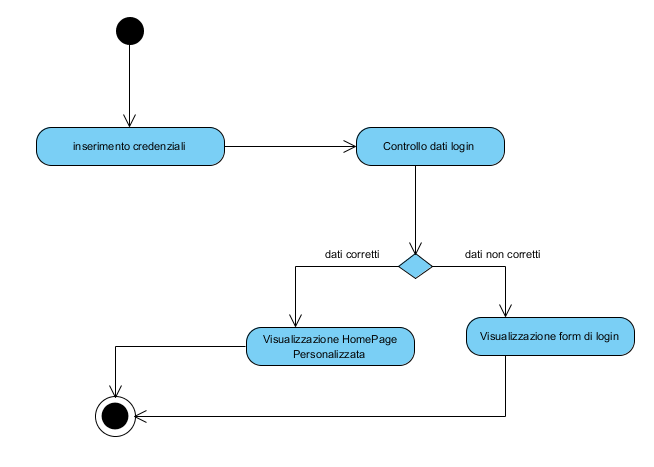 inserimento credenziali
Controllo dati login
dati corretti
dati non corretti
Visualizzazione HomePage
Personalizzata
Visualizzazione form di login